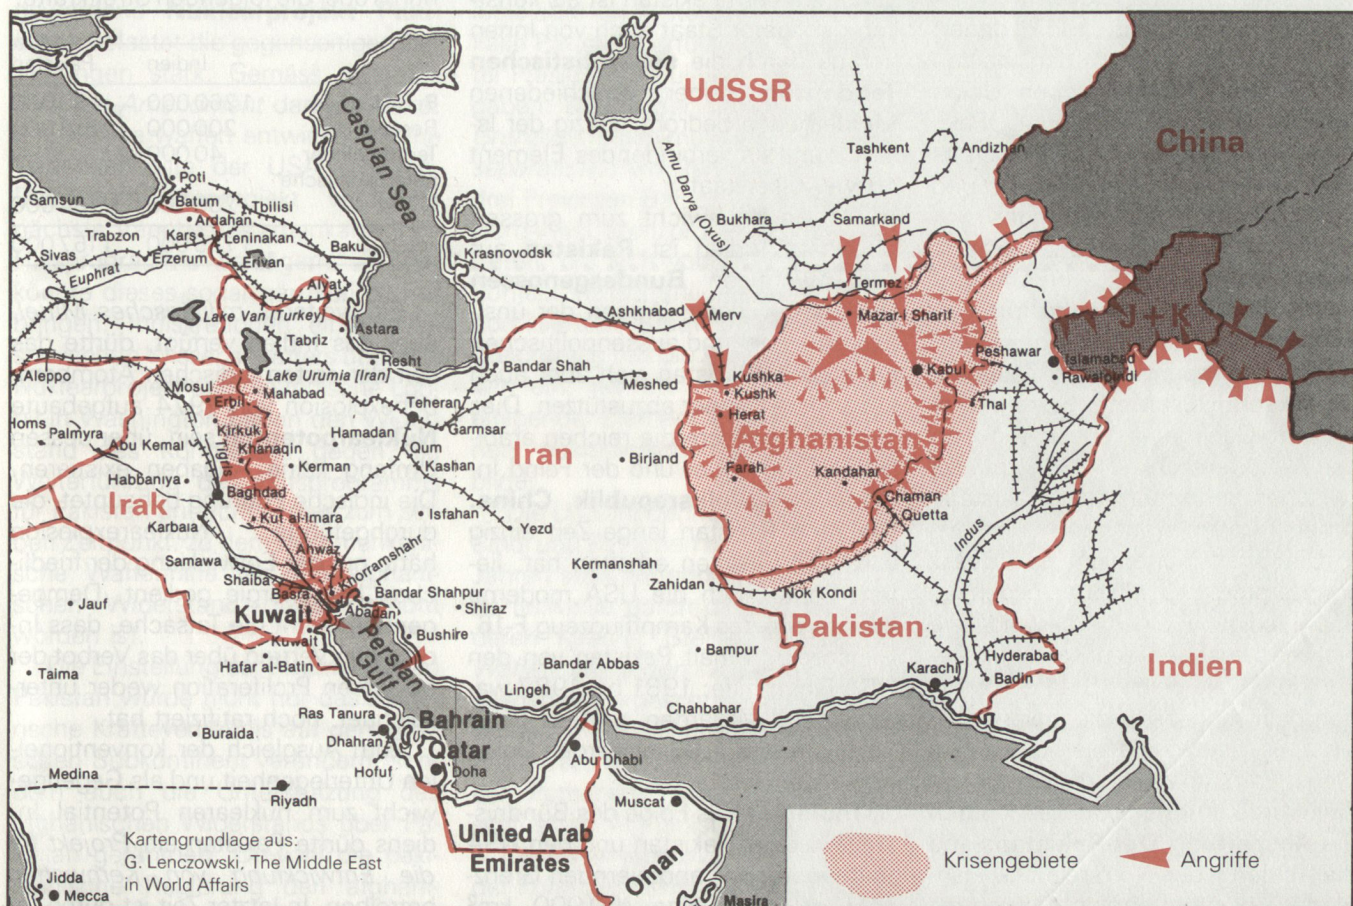 UdSSR
China
Caspian Sea
Amu Darya (Oxus)
Tashkent
Andizhan
Bukhara
Samarkand
Samsun
Poti
Batum
Tbilisi
Ardahan
Kars
Leninakan
Trabzon
Sivas
Erzerum
Erivan
Euphrat
Baku
Krasnovodsk
Alyat
Lake Van [Turkey]
Astara
Tabriz
Ashkhabad
Merv
Termez
Mazar-i Sharif
J+K
Resht
Lake Urumia [Iran]
Bandar Shah
Meshed
Aleppo
Mosul
Mahabad
Erbil
Kushka
Kushk
Kabul
Peshawar
Islamabad
Rawalpindi
Teheran
Garmsar
Homs
Palmyra
Kirkuk
Hamadan
Qum
Herat
Thal
Abu Kemal
Khanaqin
Kerman
Kashan
Iran
Birjand
Afghanistan
Farah
Kandahar
Habbaniya
Tigris
Baghdad
Irak
Isfahan
Yezd
Chaman
Quetta
Karbaia
Kut al-Imara
Samawa
Ahwaz
Khorramshahr
Shaiba
Basra
Abadan
Bandar Shahpur
Shiraz
Kermanshah
Indus
Zahidan
Nok Kondi
Jauf
Kuwait
Kuwait
Bushire
Persian Gulf
Pakistan
Hafar al-Batin
Taima
Bampur
Bandar Abbas
Lingeh
Karachi
Hyderabad
Badin
Indien
Chahbahar
Ras Tanura
Bahrain
Buraida
Dhahran
Qatar
Hofuf
Doha
Abu Dhabi
Medina
Riyadh
Muscat
United Arab
Emirates
Orman
Masira
Jidda
Mecca
Kartengrundlage aus:
G. Lenczowski, The Middle East
in World Affairs
Krisengebiete
Angriffe